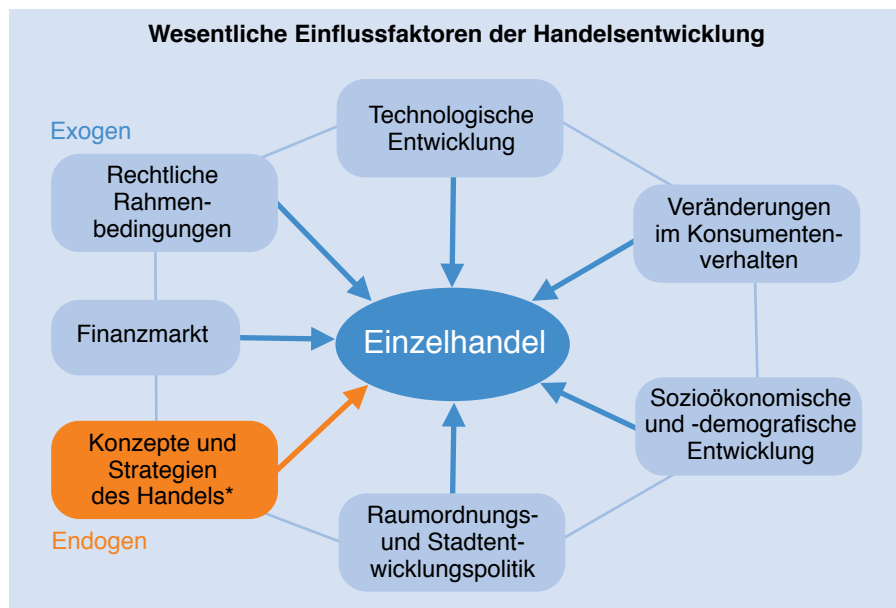 Wesentliche Einflussfaktoren der Handelsentwicklung
Exogen
Technologische
Entwicklung
Rechtliche
Rahmen-
bedingungen
Veränderungen
im Konsumenten-
verhalten
Finanzmarkt
Einzelhandel
Sozioökonomische
und -demografische
Entwicklung
Konzepte und
Strategien
des Handels*
Raumordnungs-
und Stadtent-
wicklungspolitik
Endogen